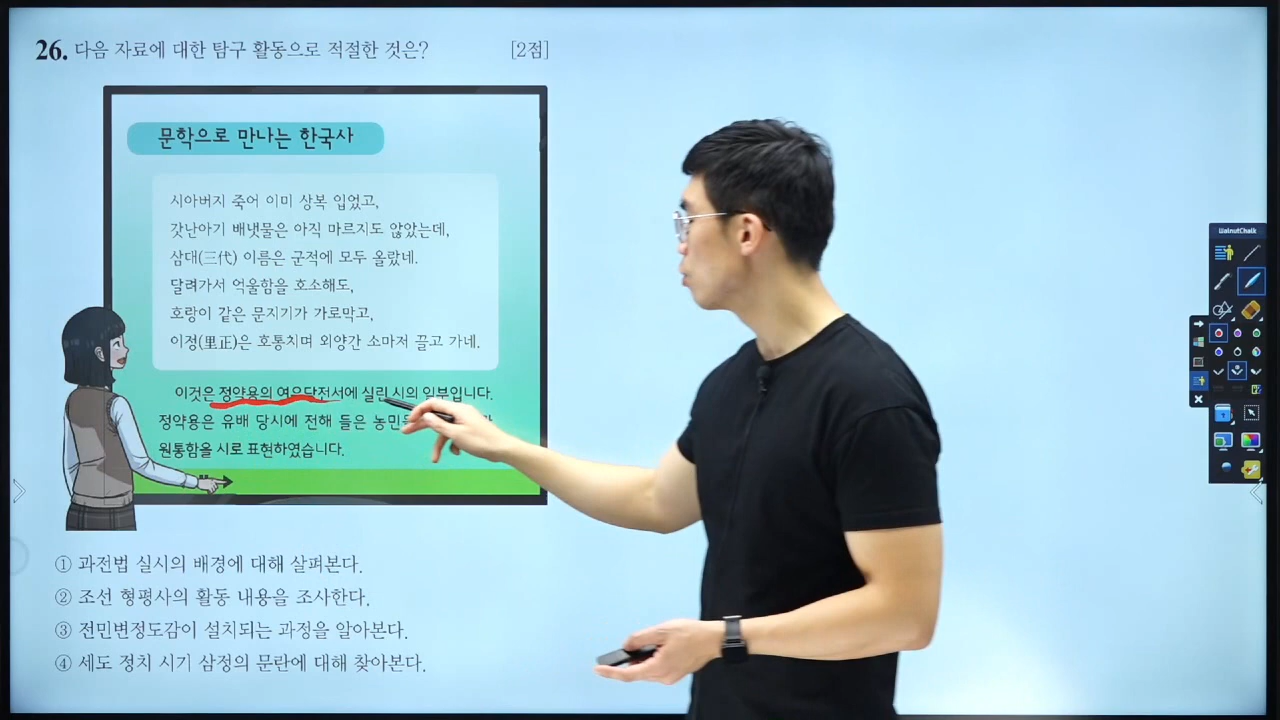 26. 다음 자료에 대한 탐구 활동으로 적절한 것은? [2점]
문학으로 만나는 한국사
시아버지 죽어 이미 상복 입었고,
갓난아기 배냇물은 아직 마르지도 않았는데,
삼대(三代) 이름은 군적에 모두 올랐네.
달려가서 억울함을 호소해도,
호랑이 같은 문지기가 가로막고,
이정(里正)은 호통치며 외양간 소마저 끌고 가네.
이것은 정약용의 여유당전서에 실린 시의 일부입니다.
정약용은 유배 당시에 전해 들은
원통함을 시로 표현하였습니다.
① 과전법 실시의 배경에 대해 살펴본다.
② 조선 형평사의 활동 내용을 조사한다.
③ 전민변정도감이 설치되는 과정을 알아본다.
④ 세도 정치 시기 삼정의 문란에 대해 찾아본다.
WalnutChalk